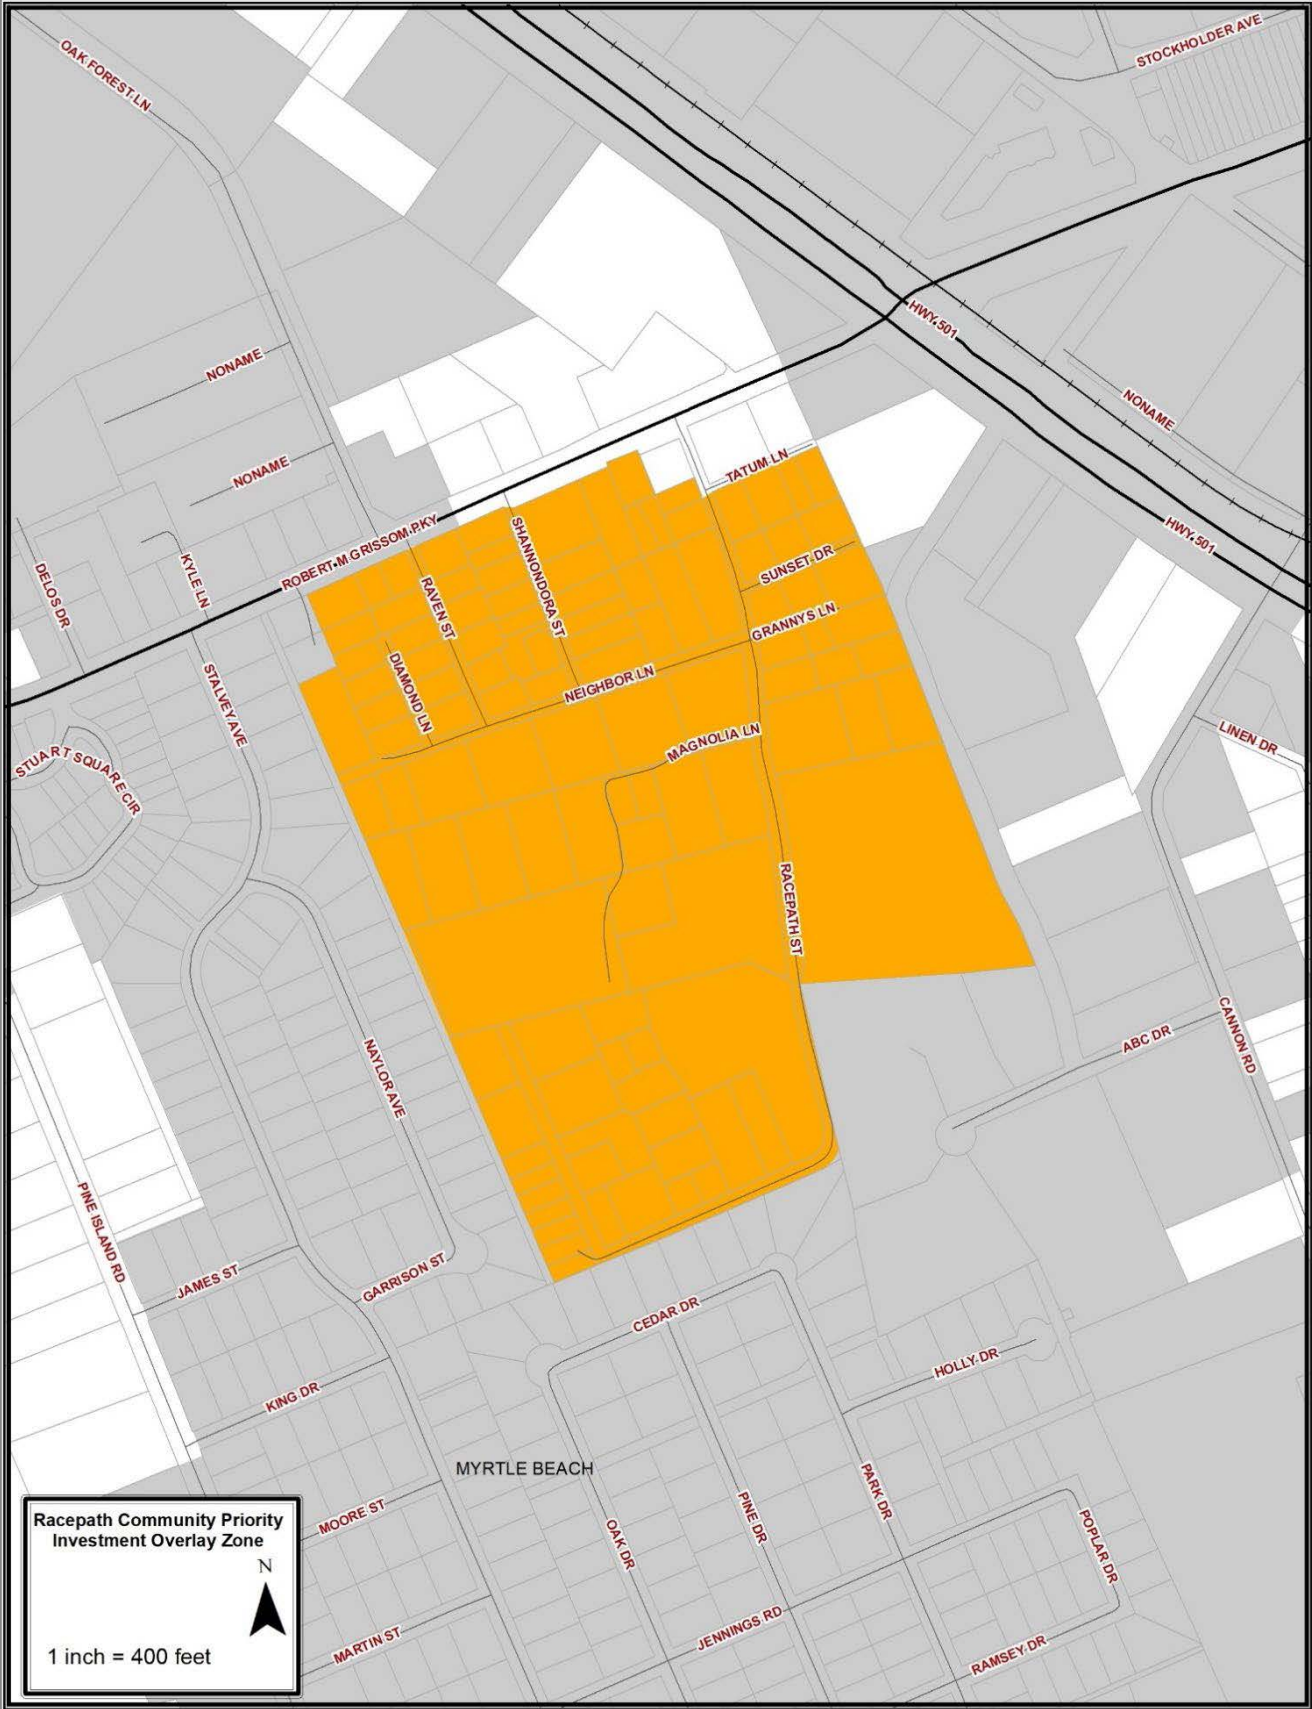 OAK FOREST LN
STOCKHOLDER AVE
HWY 501
NONAME
NONAME
NONAME
TATUM LN
HWY 501
ROBERT M GRISSOM PKY
SHANNONDORA ST
SUNSET DR
KYLE LN
DELOS DR
RAVEN ST
GRANNYS LN
STALVEY AVE
DIAMOND LN
NEIGHBOR LN
MAGNOLIA LN
LINEN DR
STUART SQUARE CIR
RACEPATH ST
CANNON RD
ABC DR
NAYLOR AVE
PINE ISLAND RD
JAMES ST
GARRISON ST
CEDAR DR
HOLLY DR
KING DR
MYRTLE BEACH
PARK DR
MOORE ST
PINE DR
OAK DR
POPLAR DR
JENNINGS RD
MARTIN ST
RAMSEY DR
Racepath Community Priority
Investment Overlay Zone
N
1 inch = 400 feet